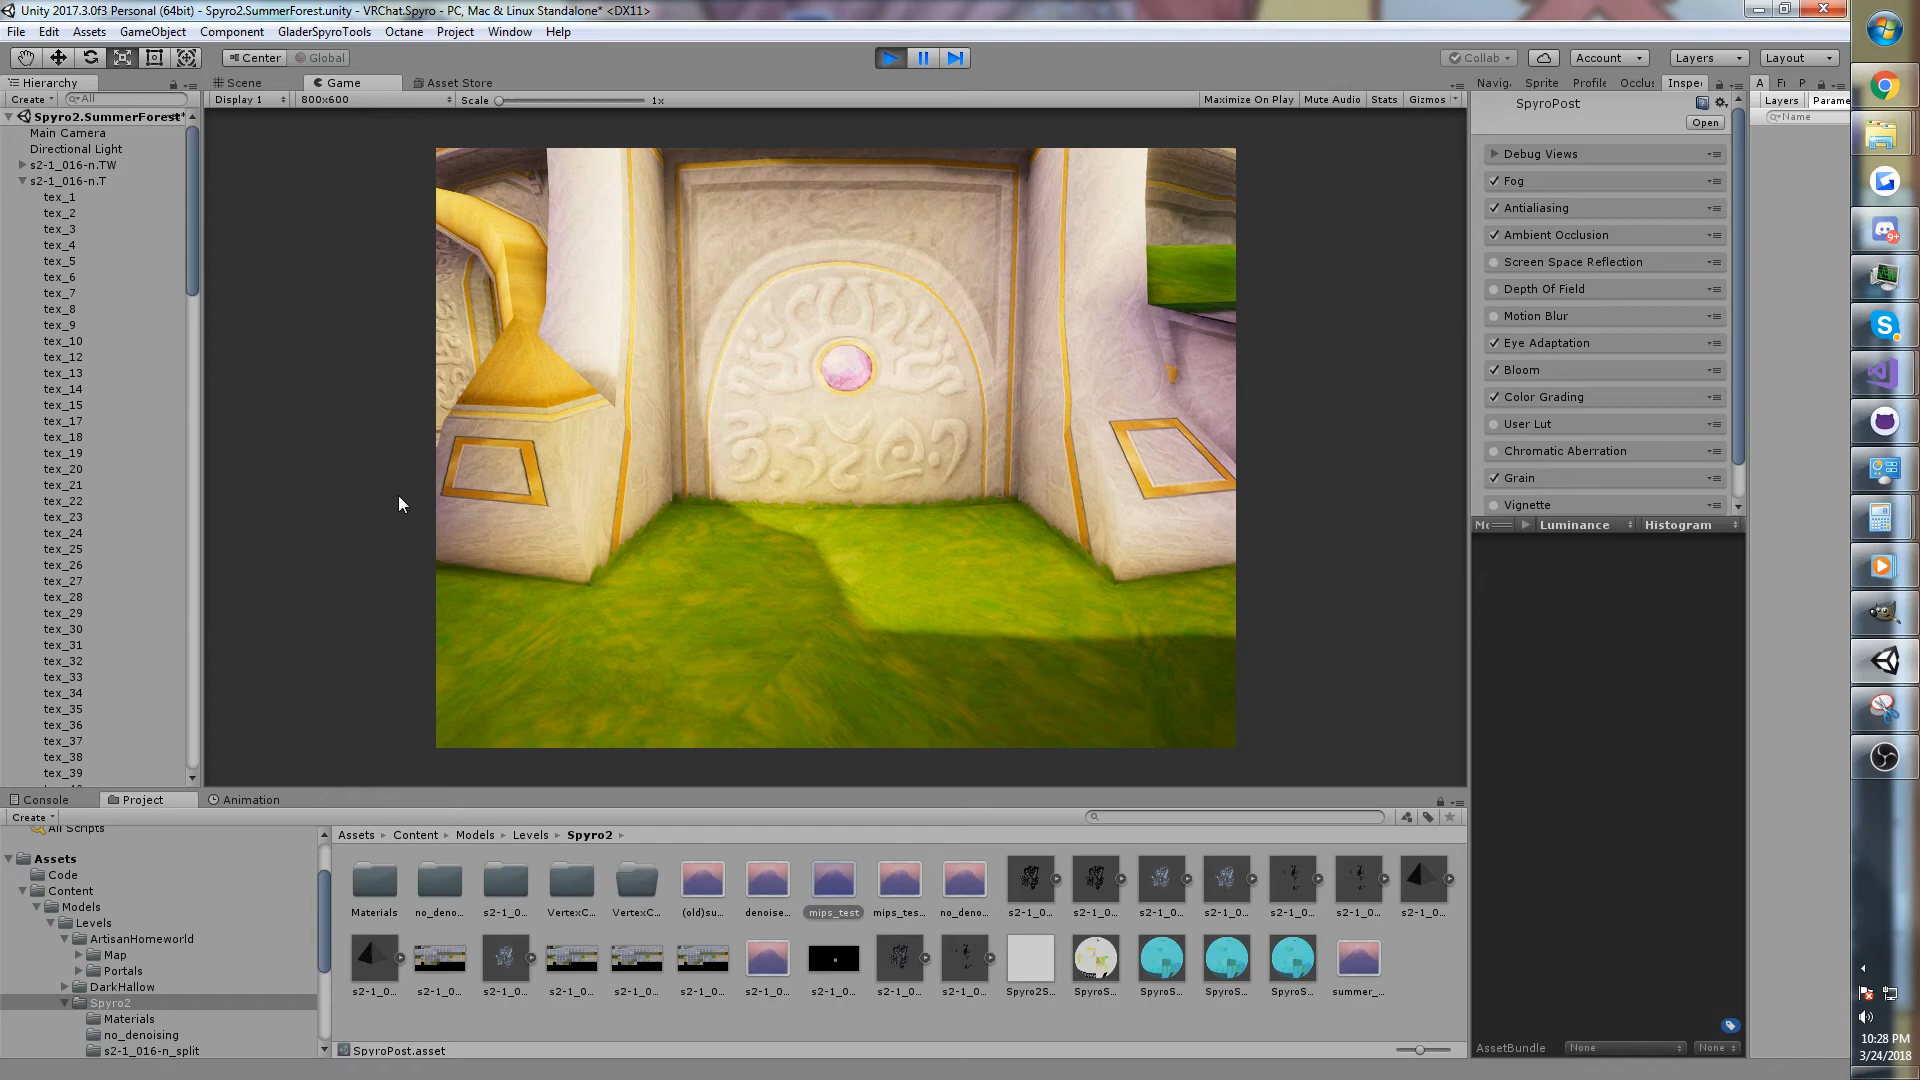 Unity 2017.3.0f3 Personal (64bit) - Spyro2.SummerForest.unity - VRChat.Spyro - PC, Mac & Linux Standalone* <DX11>
File Edit Assets GameObject Component GladerSpyroTools Octane Project Window Help
Center Global
Collab Account Layers Layout
Hierarchy
Create All
Spyro2.SummerForest*
Main Camera
Directional Light
s2-1_016-n.TW
s2-1_016-n.T
tex_1
tex_2
tex_3
tex_4
tex_5
tex_6
tex_7
tex_8
tex_9
tex_10
tex_12
tex_13
tex_14
tex_15
tex_17
tex_18
tex_19
tex_20
tex_21
tex_22
tex_23
tex_24
tex_25
tex_26
tex_27
tex_28
tex_29
tex_30
tex_31
tex_32
tex_33
tex_34
tex_35
tex_36
tex_37
tex_38
tex_39
Scene Game Asset Store
Display 1 800x600 Scale 1x Maximize On Play Mute Audio Stats Gizmos
Navig Sprite Profile Occlu Inspe
SpyroPost
Open
Debug Views
Fog
Antialiasing
Ambient Occlusion
Screen Space Reflection
Depth Of Field
Motion Blur
Eye Adaptation
Bloom
Color Grading
User Lut
Chromatic Aberration
Grain
Vignette
Luminance Histogram
AssetBundle None None
A P
Layers Parame
Name
Console Project Animation
Create
All Scripts
Assets
Code
Content
Models
Levels
ArtisanHomeworld
Map
Portals
DarkHallow
Spyro2
Materials
no_denoising
s2-1_016-n_split
Assets Content Models Levels Spyro2
Materials no_deno... s2-1_0... VertexC... VertexC... (old)su... denoise... mips_test mips_tes... no_deno... s2-1_0... s2-1_0... s2-1_0... s2-1_0... s2-1_0... s2-1_0... s2-1_0...
s2-1_0... s2-1_0... s2-1_0... s2-1_0... s2-1_0... s2-1_0... s2-1_0... s2-1_0... s2-1_0... s2-1_0... Spyro2S... SpyroS... SpyroS... SpyroS... SpyroS... summer_...
SpyroPost.asset
9+
10:28 PM
3/24/2018